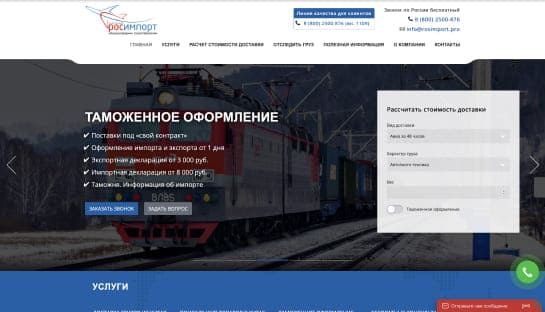 росимпорт
Линия качества для клиентов
8 (800) 2500-876 (вн. 1109)
Звонки по России бесплатный
8 (800) 2500-876
info@rosimport.pro
ГЛАВНАЯ УСЛУГИ РАСЧЕТ СТОИМОСТИ ДОСТАВКИ ОТСЛЕДИТЬ ГРУЗ ПОЛЕЗНАЯ ИНФОРМАЦИЯ О КОМПАНИИ КОНТАКТЫ
ТАМОЖЕННОЕ ОФОРМЛЕНИЕ
✔ Поставки под «свой контракт»
✔ Оформление импорта и экспорта от 1 дня
✔ Экспортная декларация от 3 000 руб.
✔ Импортная декларация от 8 000 руб.
✔ Таможня. Информация об импорте
ЗАКАЗАТЬ ЗВОНОК ЗАДАТЬ ВОПРОС
Рассчитать стоимость доставки
Вид доставки
Авиа за 48 часов
Характер груза
Вес
Таможенное оформление
УСЛУГИ
Отправьте нам сообщение
jivo